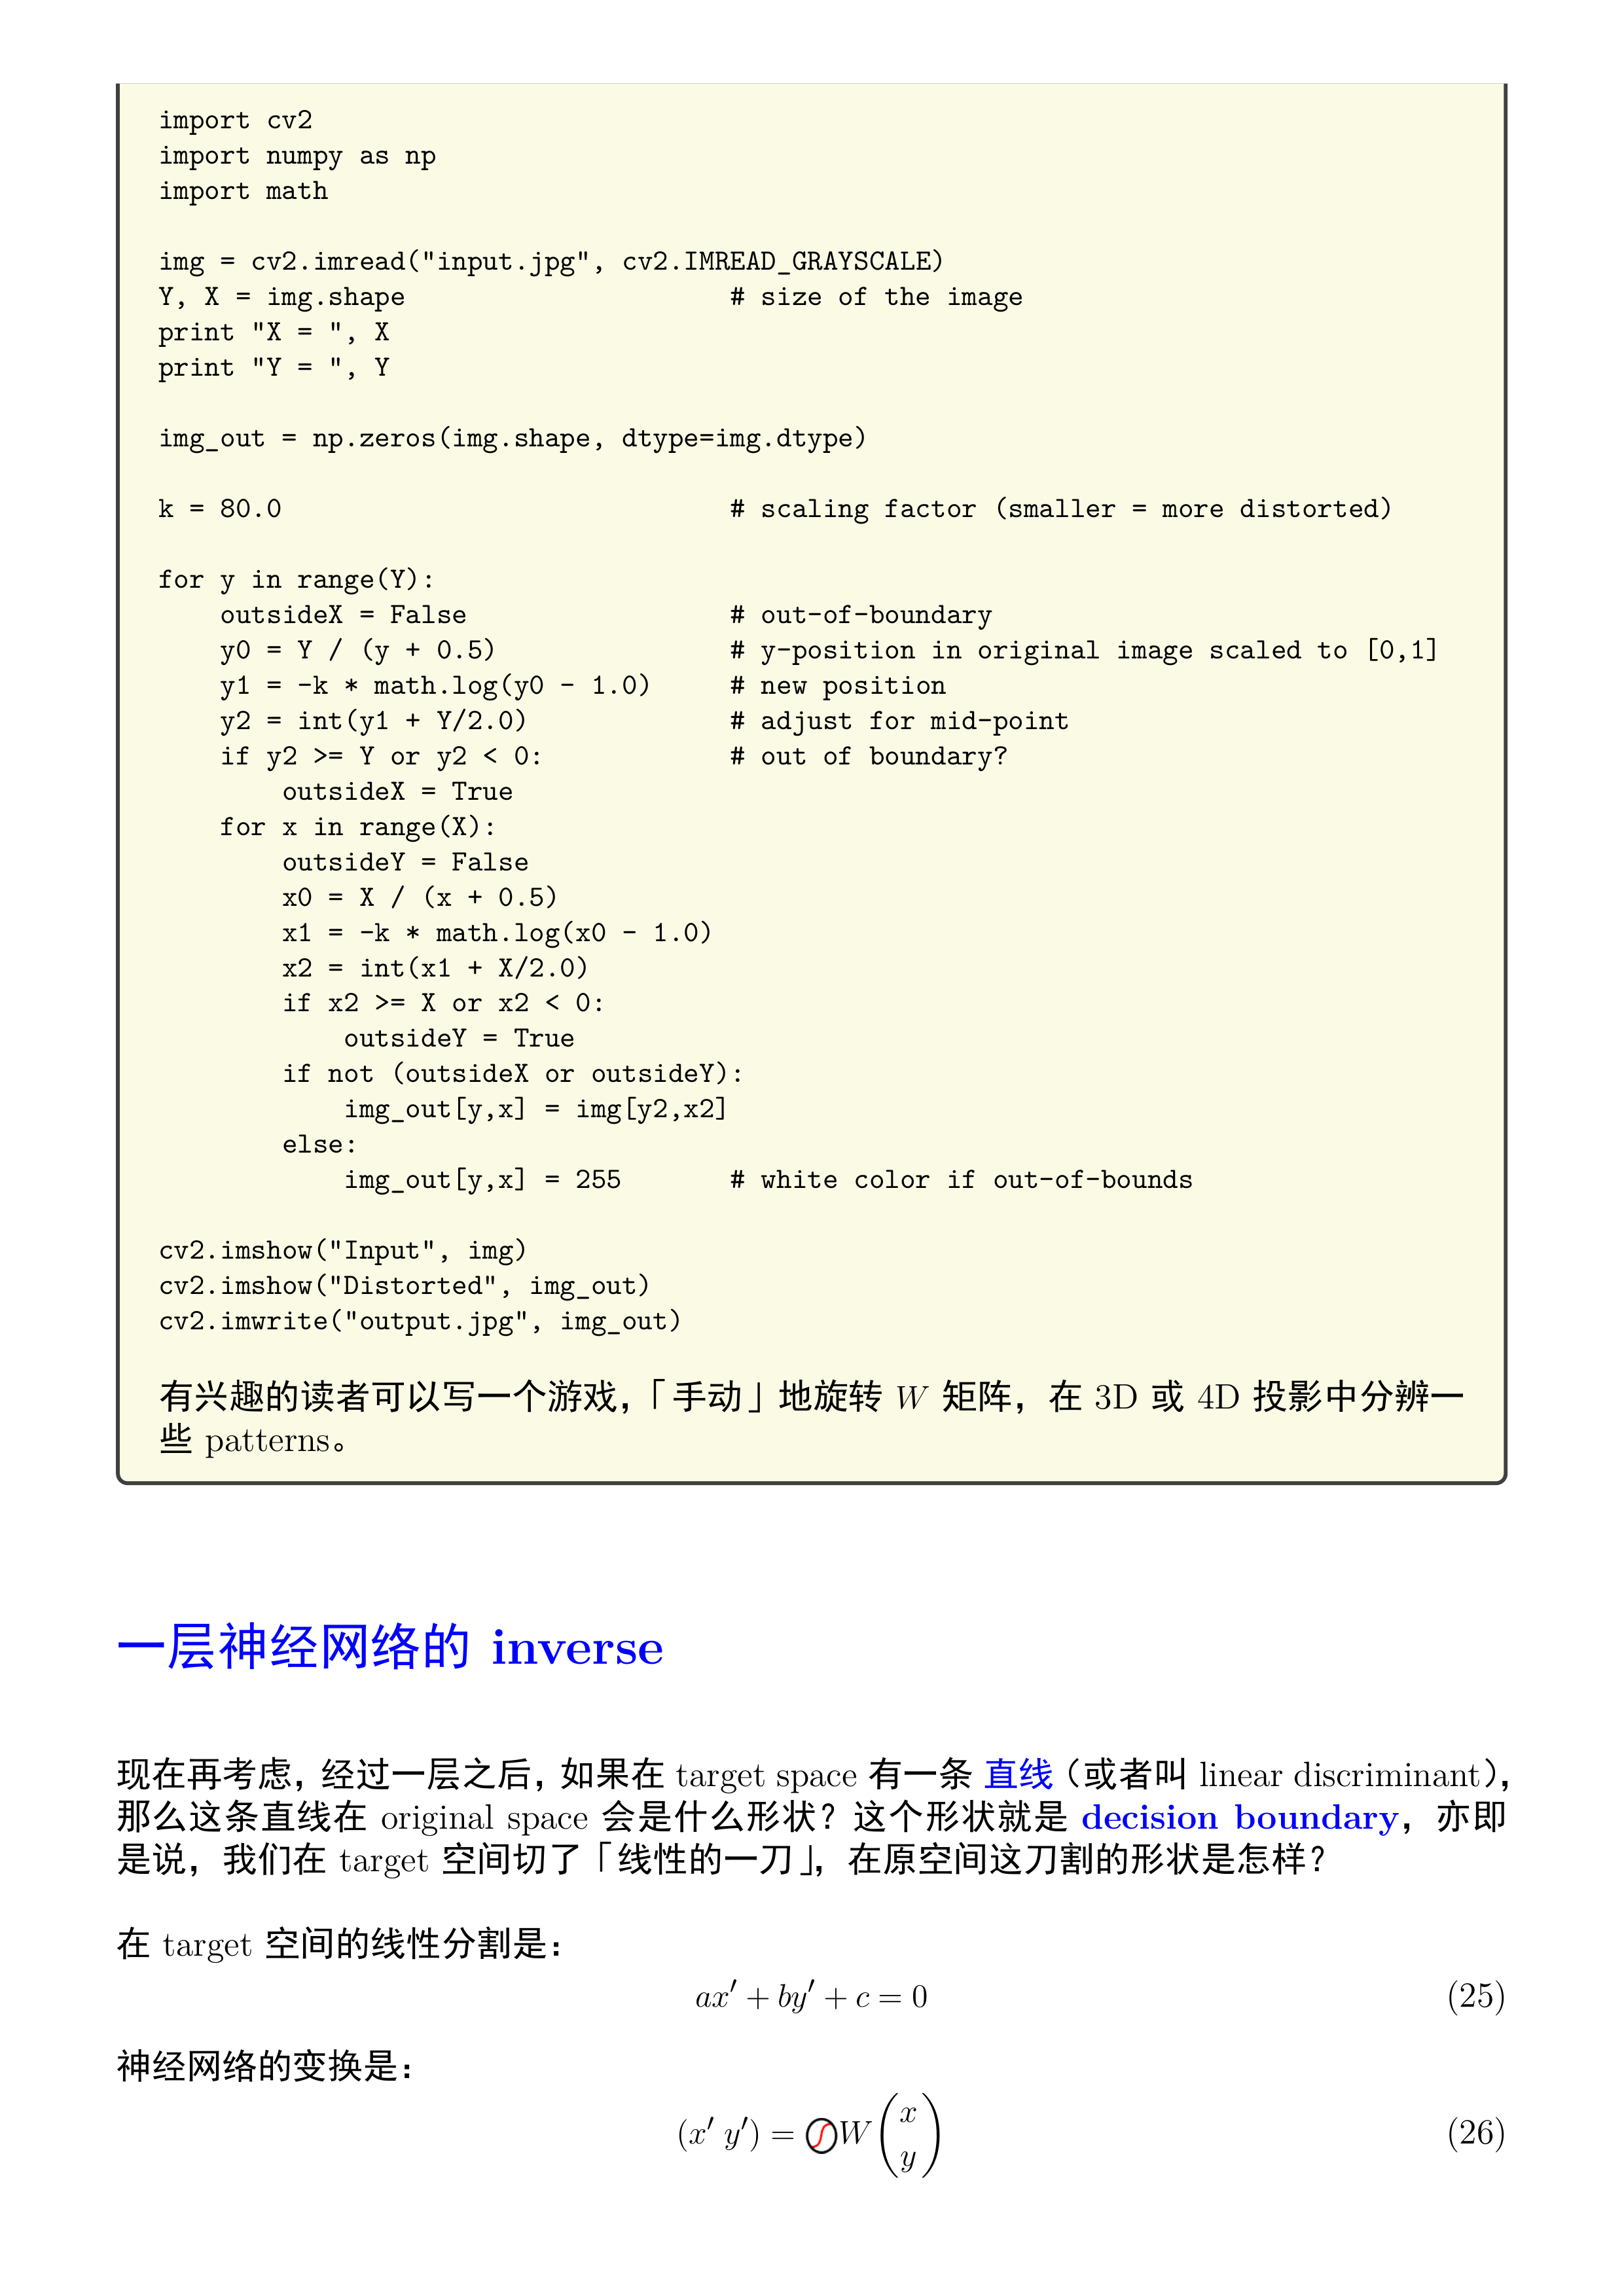 import cv2
import numpy as np
import math

img = cv2.imread("input.jpg", cv2.IMREAD_GRAYSCALE)
Y, X = img.shape                     # size of the image
print "X = ", X
print "Y = ", Y

img_out = np.zeros(img.shape, dtype=img.dtype)

k = 80.0                             # scaling factor (smaller = more distorted)

for y in range(Y):
    outsideX = False                 # out-of-boundary
    y0 = Y / (y + 0.5)               # y-position in original image scaled to [0,1]
    y1 = -k * math.log(y0 - 1.0)     # new position
    y2 = int(y1 + Y/2.0)             # adjust for mid-point
    if y2 >= Y or y2 < 0:            # out of boundary?
        outsideX = True
    for x in range(X):
        outsideY = False
        x0 = X / (x + 0.5)
        x1 = -k * math.log(x0 - 1.0)
        x2 = int(x1 + X/2.0)
        if x2 >= X or x2 < 0:
            outsideY = True
        if not (outsideX or outsideY):
            img_out[y,x] = img[y2,x2]
        else:
            img_out[y,x] = 255       # white color if out-of-bounds

cv2.imshow("Input", img)
cv2.imshow("Distorted", img_out)
cv2.imwrite("output.jpg", img_out)

有兴趣的读者可以写一个游戏，「手动」地旋转 W 矩阵，在 3D 或 4D 投影中分辨一
些 patterns。

一层神经网络的 inverse

现在再考虑，经过一层之后，如果在 target space 有一条 直线（或者叫 linear discriminant），
那么这条直线在 original space 会是什么形状？这个形状就是 decision boundary，亦即
是说，我们在 target 空间切了「线性的一刀」，在原空间这刀割的形状是怎样？

在 target 空间的线性分割是：
ax′ + by′ + c = 0 (25)
神经网络的变换是：
(x′ y′) = ⊘W (x y) (26)